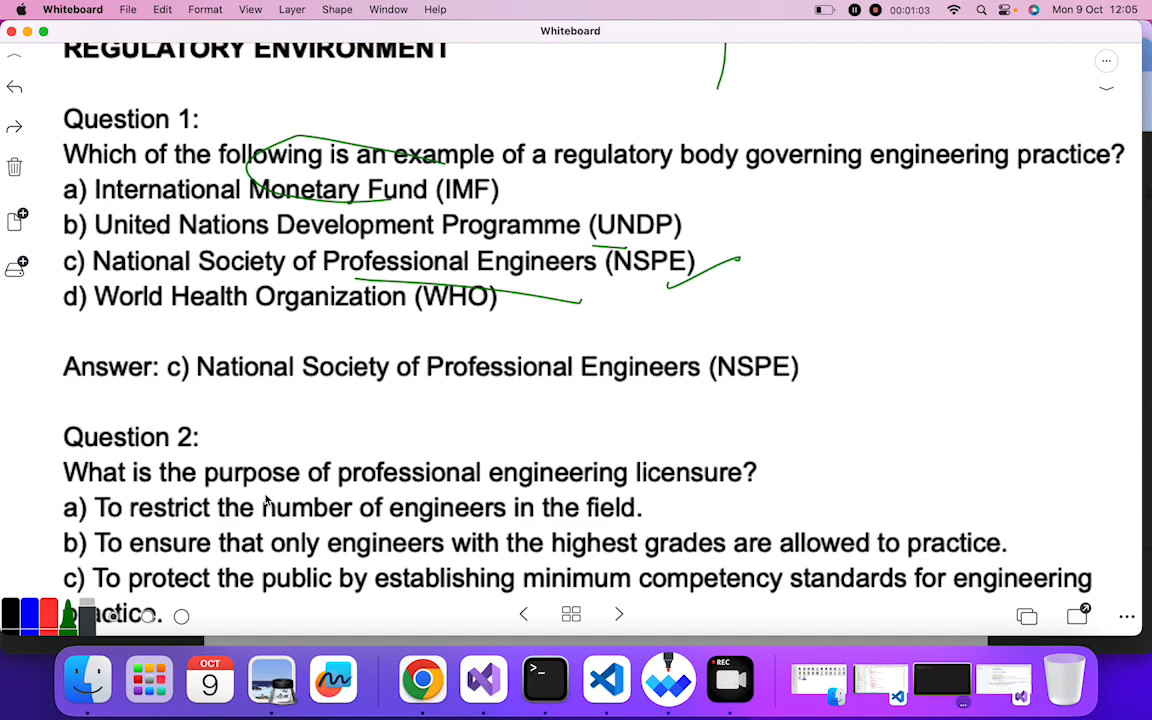 Whiteboard File Edit Format View Layer Shape Window Help 00:01:03 Mon 9 Oct 12:05
Whiteboard
REGULATORY ENVIRONMENT
Question 1:
Which of the following is an example of a regulatory body governing engineering practice?
a) International Monetary Fund (IMF)
b) United Nations Development Programme (UNDP)
c) National Society of Professional Engineers (NSPE)
d) World Health Organization (WHO)
Answer: c) National Society of Professional Engineers (NSPE)
Question 2:
What is the purpose of professional engineering licensure?
a) To restrict the number of engineers in the field.
b) To ensure that only engineers with the highest grades are allowed to practice.
c) To protect the public by establishing minimum competency standards for engineering
practice.
OCT
9
REC